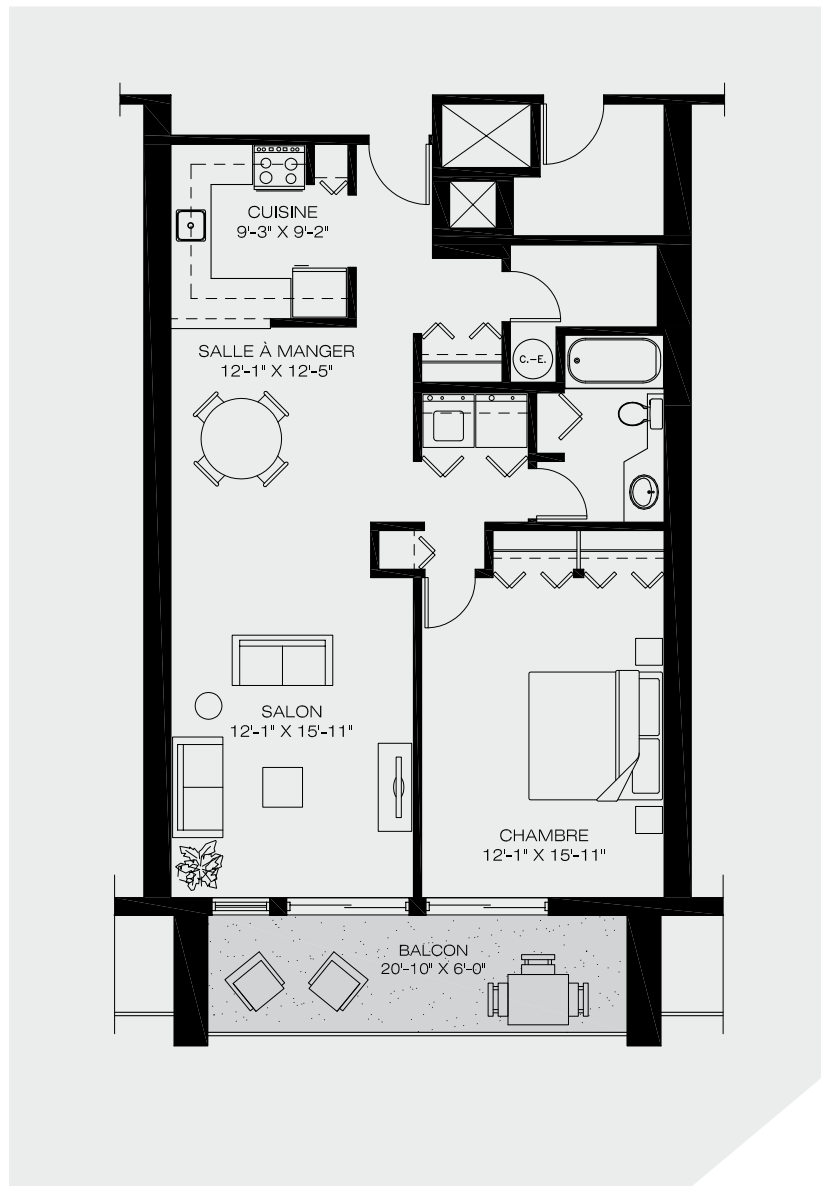 CUISINE
9'-3" X 9'-2"
SALLE À MANGER
12'-1" X 12'-5"
C.-E.
SALON
12'-1" X 15'-11"
CHAMBRE
12'-1" X 15'-11"
BALCON
20'-10" X 6'-0"